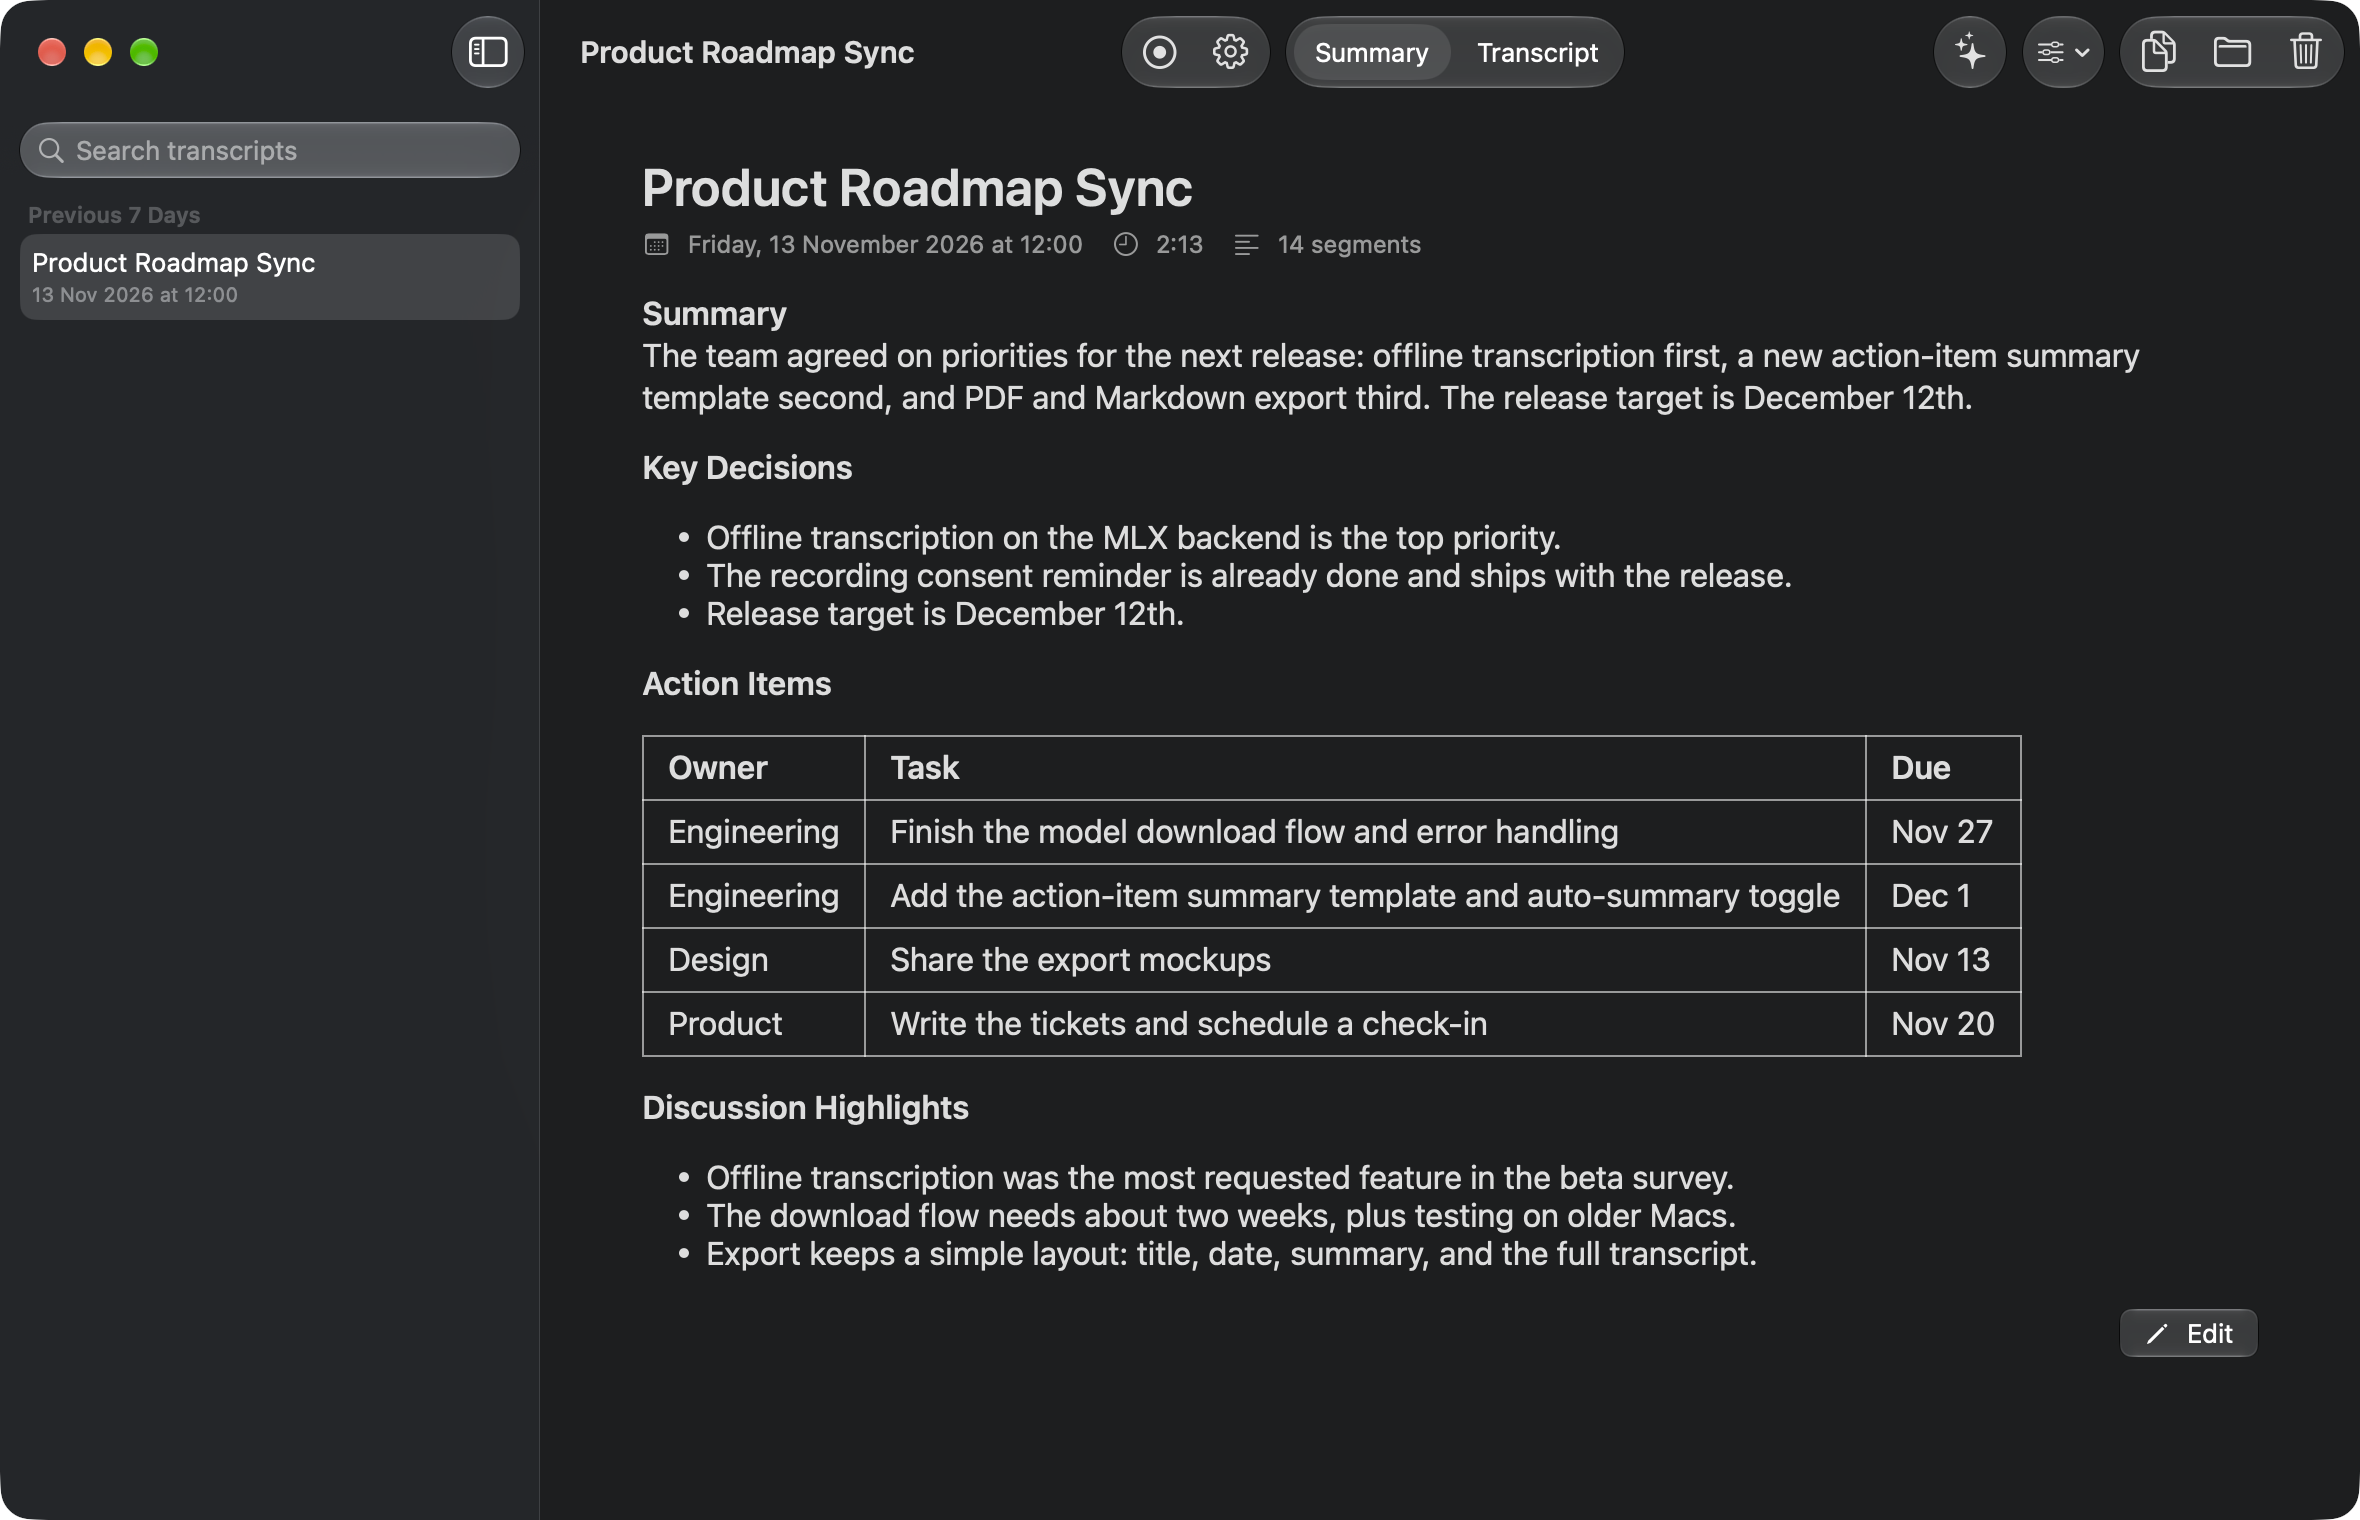 Product Roadmap Sync
Summary
Transcript
Search transcripts
Previous 7 Days
Product Roadmap Sync
13 Nov 2026 at 12:00
Product Roadmap Sync
Friday, 13 November 2026 at 12:00 2:13 14 segments
Summary
The team agreed on priorities for the next release: offline transcription first, a new action-item summary
template second, and PDF and Markdown export third. The release target is December 12th.
Key Decisions
• Offline transcription on the MLX backend is the top priority.
• The recording consent reminder is already done and ships with the release.
• Release target is December 12th.
Action Items
Owner Task Due
Engineering Finish the model download flow and error handling Nov 27
Engineering Add the action-item summary template and auto-summary toggle Dec 1
Design Share the export mockups Nov 13
Product Write the tickets and schedule a check-in Nov 20
Discussion Highlights
• Offline transcription was the most requested feature in the beta survey.
• The download flow needs about two weeks, plus testing on older Macs.
• Export keeps a simple layout: title, date, summary, and the full transcript.
Edit